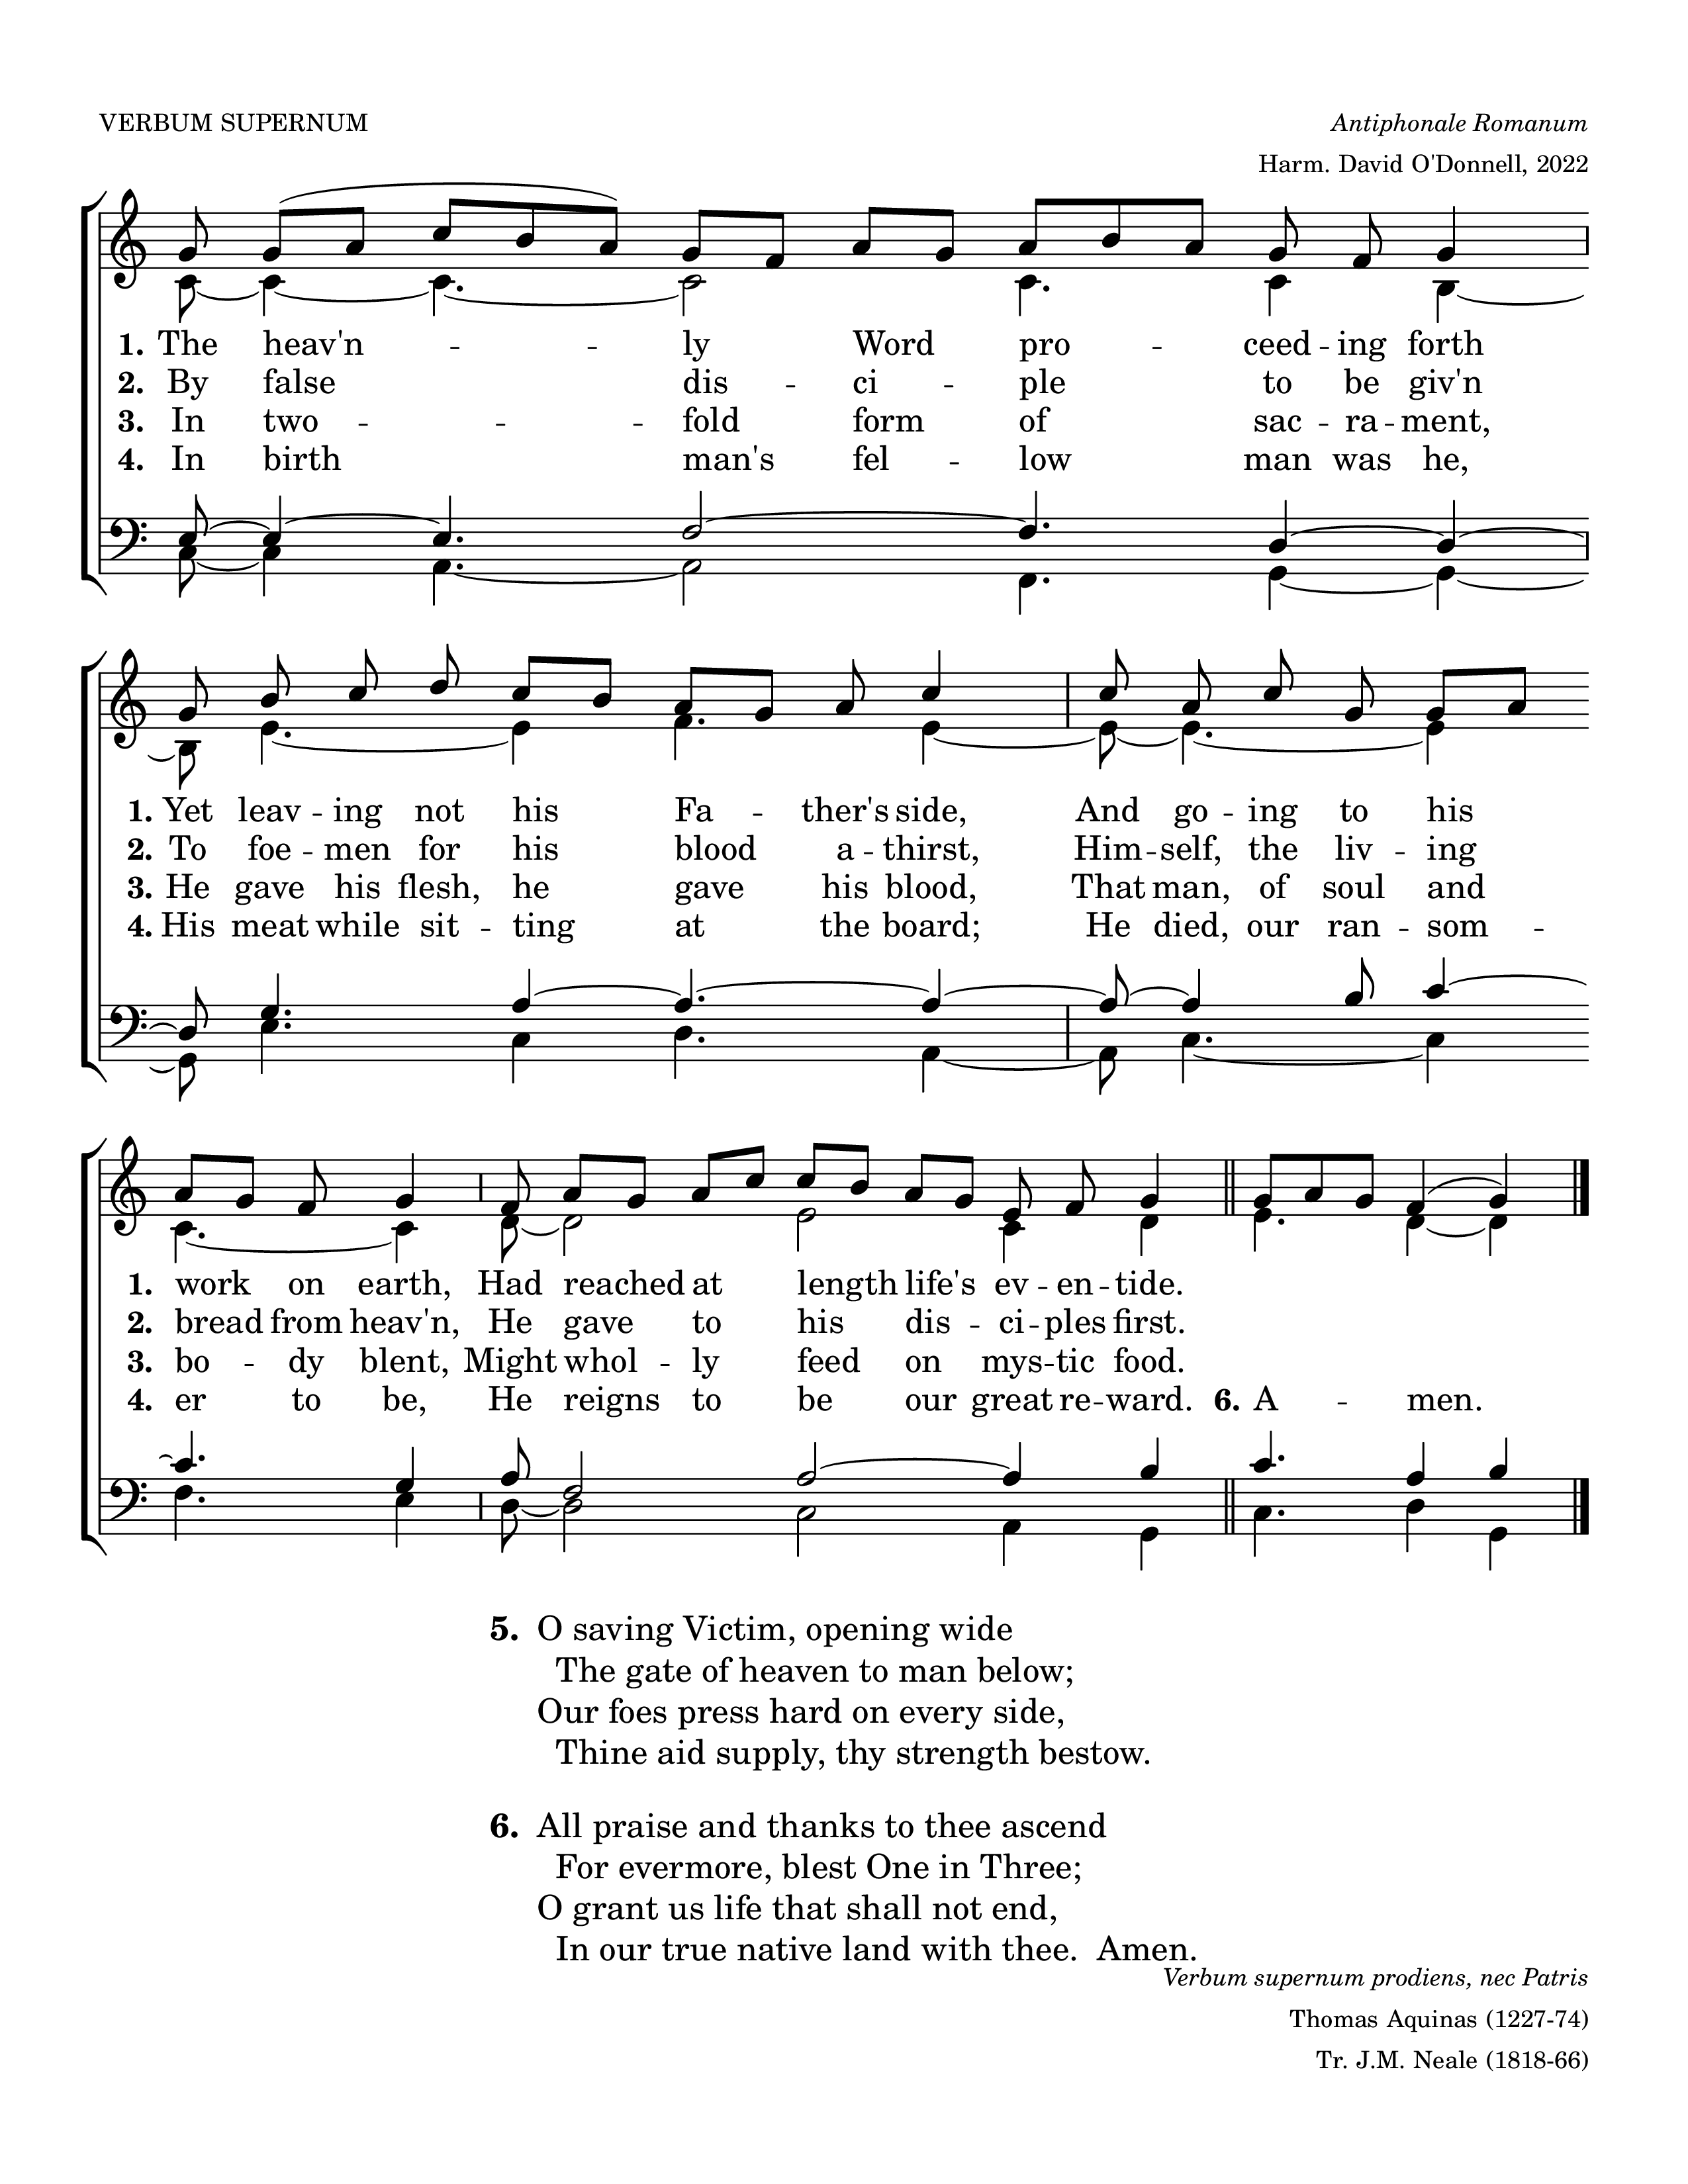 VERBUM SUPERNUM
Antiphonale Romanum
Harm. David O'Donnell, 2022
1. The heav'n - - ly Word pro - ceed - ing forth
2. By false dis - ci - ple to be giv'n
3. In two - - - fold form of sac - ra - ment,
4. In birth man's fel - low man was he,
1. Yet leav - ing not his Fa - ther's side, And go - ing to his
2. To foe - men for his blood a - thirst, Him - self, the liv - ing
3. He gave his flesh, he gave his blood, That man, of soul and
4. His meat while sit - ting at the board; He died, our ran - som -
1. work on earth, Had reached at length life's ev - en - tide.
2. bread from heav'n, He gave to his dis - ci - ples first.
3. bo - dy blent, Might whol - ly feed on mys - tic food.
4. er to be, He reigns to be our great re - ward. 6. A - men.
5. O saving Victim, opening wide
The gate of heaven to man below;
Our foes press hard on every side,
Thine aid supply, thy strength bestow.
6. All praise and thanks to thee ascend
For evermore, blest One in Three;
O grant us life that shall not end,
In our true native land with thee. Amen.
Verbum supernum prodiens, nec Patris
Thomas Aquinas (1227-74)
Tr. J.M. Neale (1818-66)